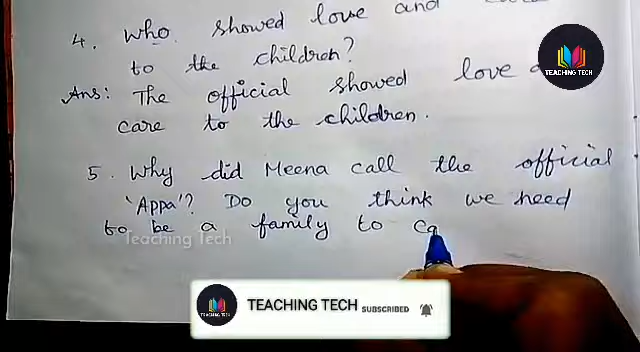 4. Who showed love and
to the children?
Ans: The official showed love
care to the children.
5. Why did Meena call the official
'Appa'? Do you think we need
to be a family to ca
Teaching Tech
TEACHING TECH
TEACHING TECH SUBSCRIBED
TEACHING TECH